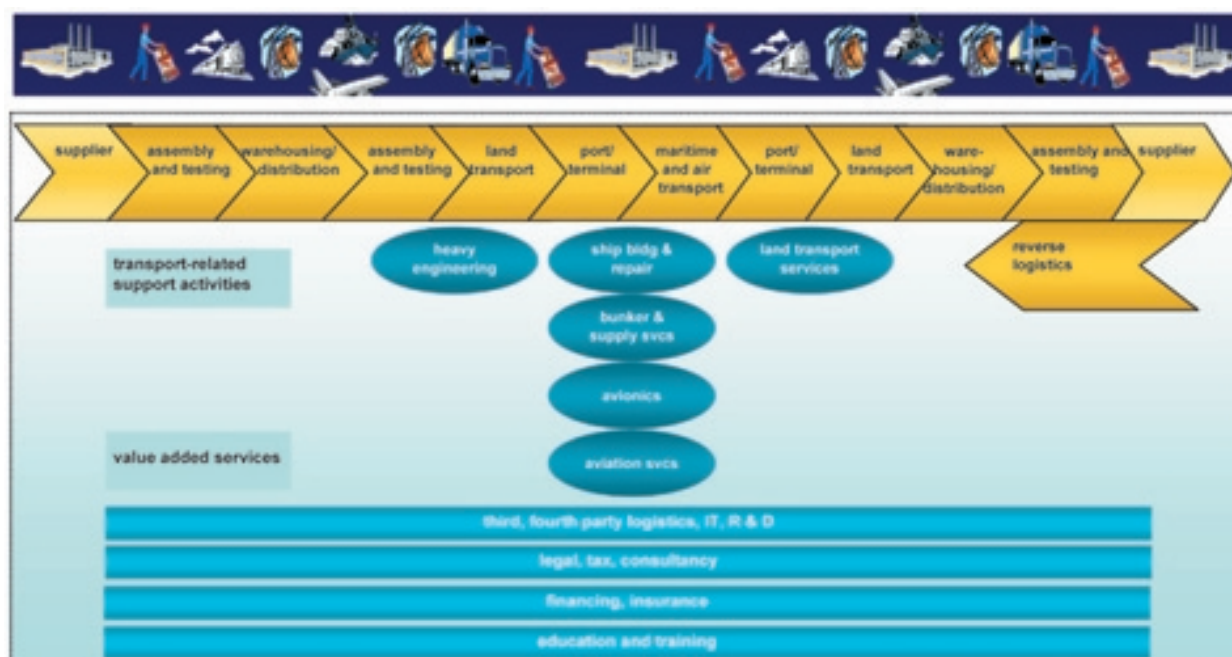 supplier
assembly
and testing
warehousing/
distribution
assembly
and testing
land
transport
port/
terminal
maritime
and air
transport
port/
terminal
land
transport
ware-
housing/
distribution
assembly and
testing
supplier
reverse
logistics
transport-related
support activities
heavy
engineering
ship bldg &
repair
land transport
services
bunker &
supply svcs
avionics
value added services
aviation svcs
third, fourth party logistics, IT, R & D
legal, tax, consultancy
financing, insurance
education and training